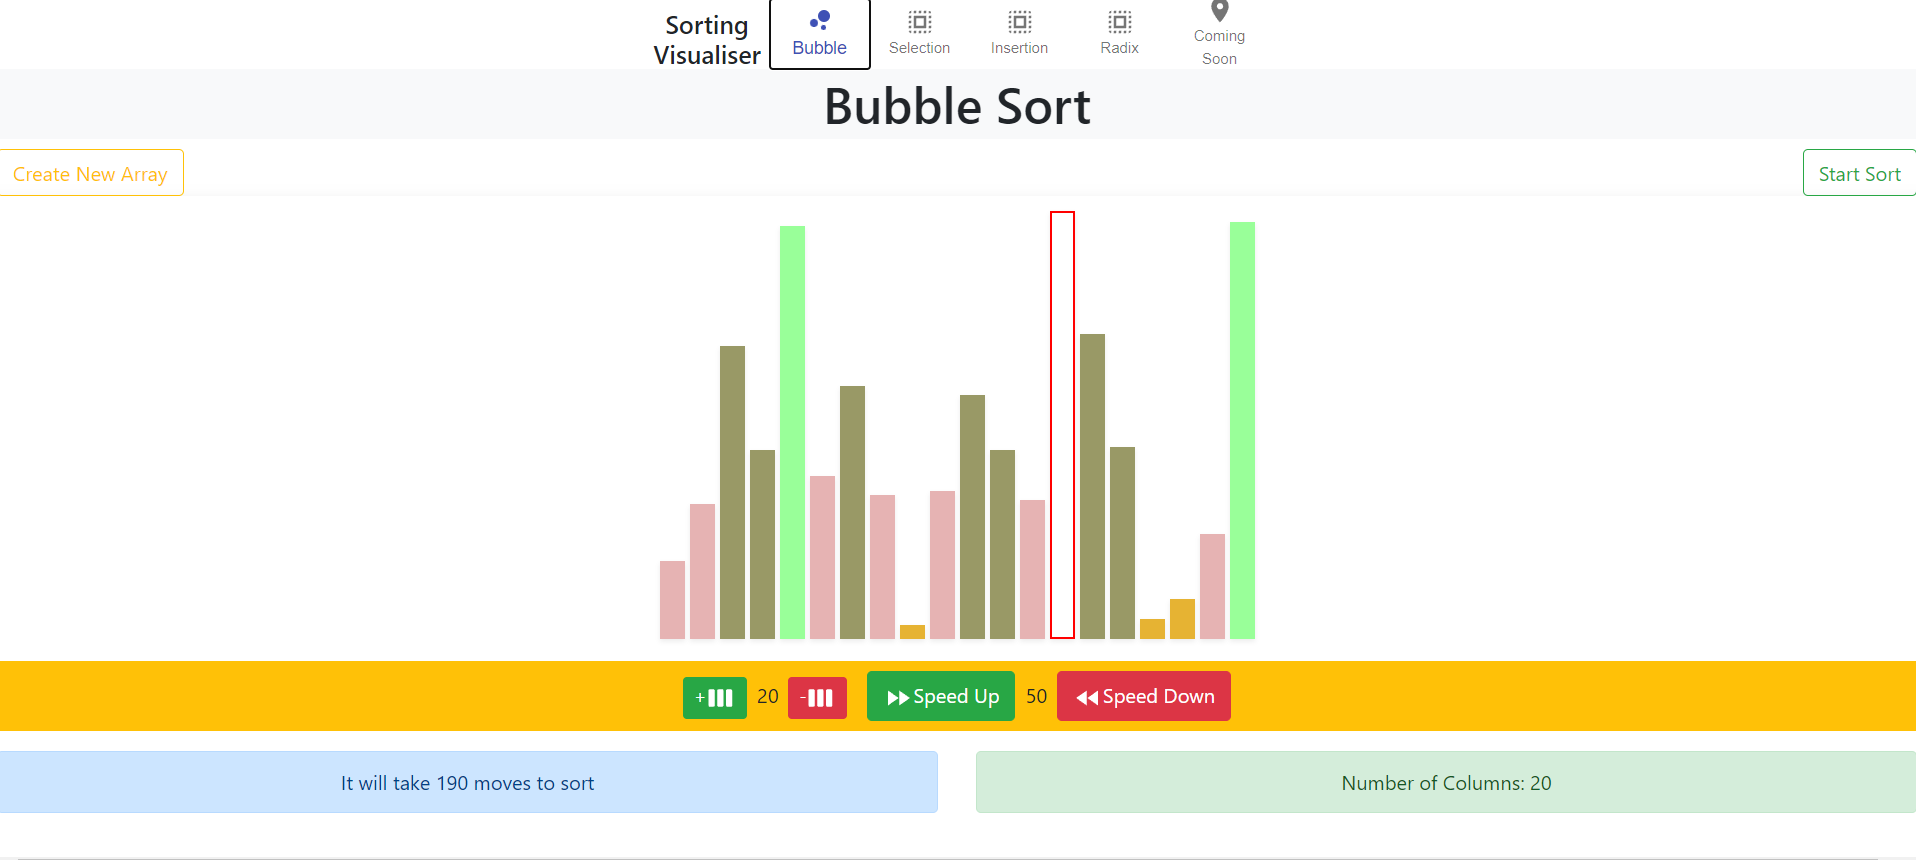 Sorting
Visualiser
Bubble
Selection
Insertion
Radix
Coming
Soon
Bubble Sort
Create New Array
Start Sort
+
20
-
Speed Up
50
Speed Down
It will take 190 moves to sort
Number of Columns: 20